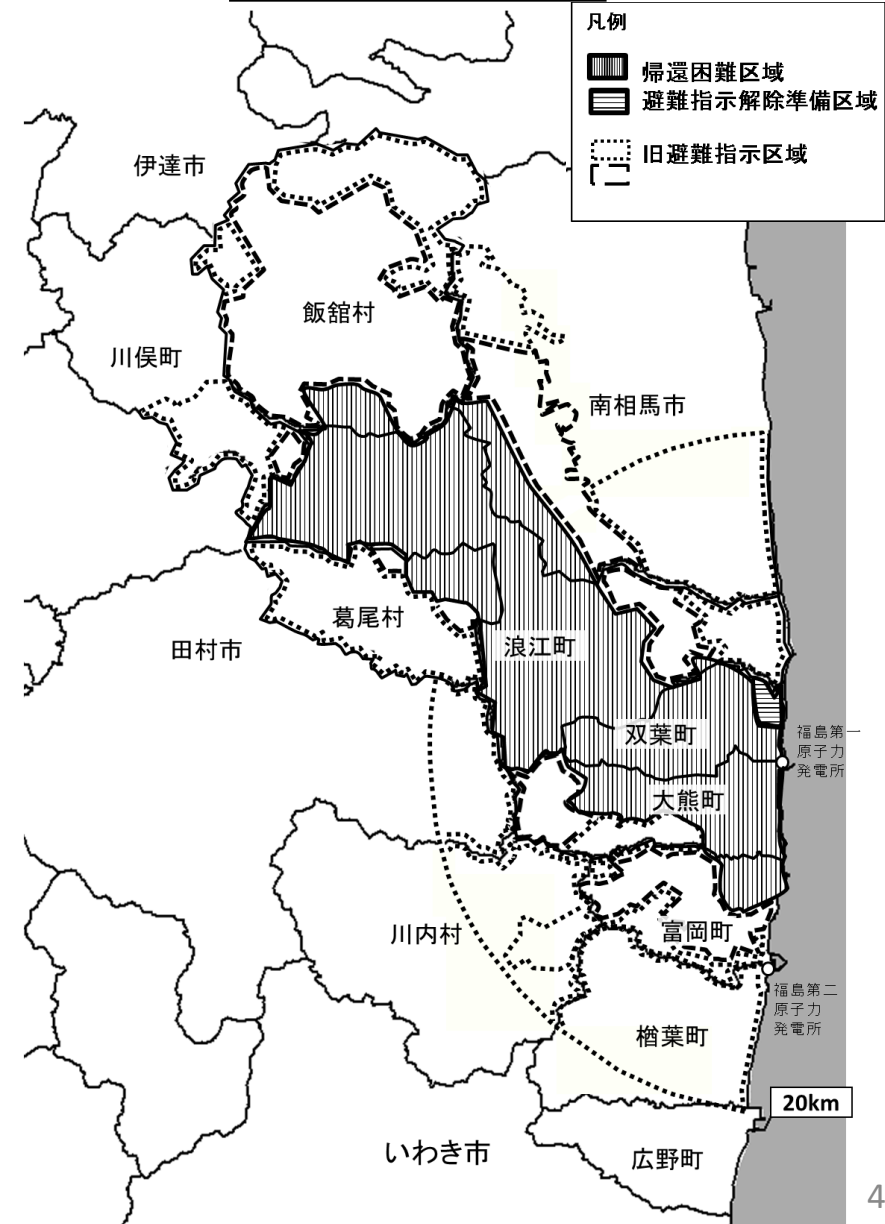 凡例
帰還困難区域
避難指示解除準備区域
旧避難指示区域
伊達市
飯舘村
川俣町
南相馬市
葛尾村
田村市
浪江町
双葉町
福島第一
原子力
発電所
大熊町
川内村
富岡町
福島第二
原子力
発電所
楢葉町
20km
いわき市
広野町
4